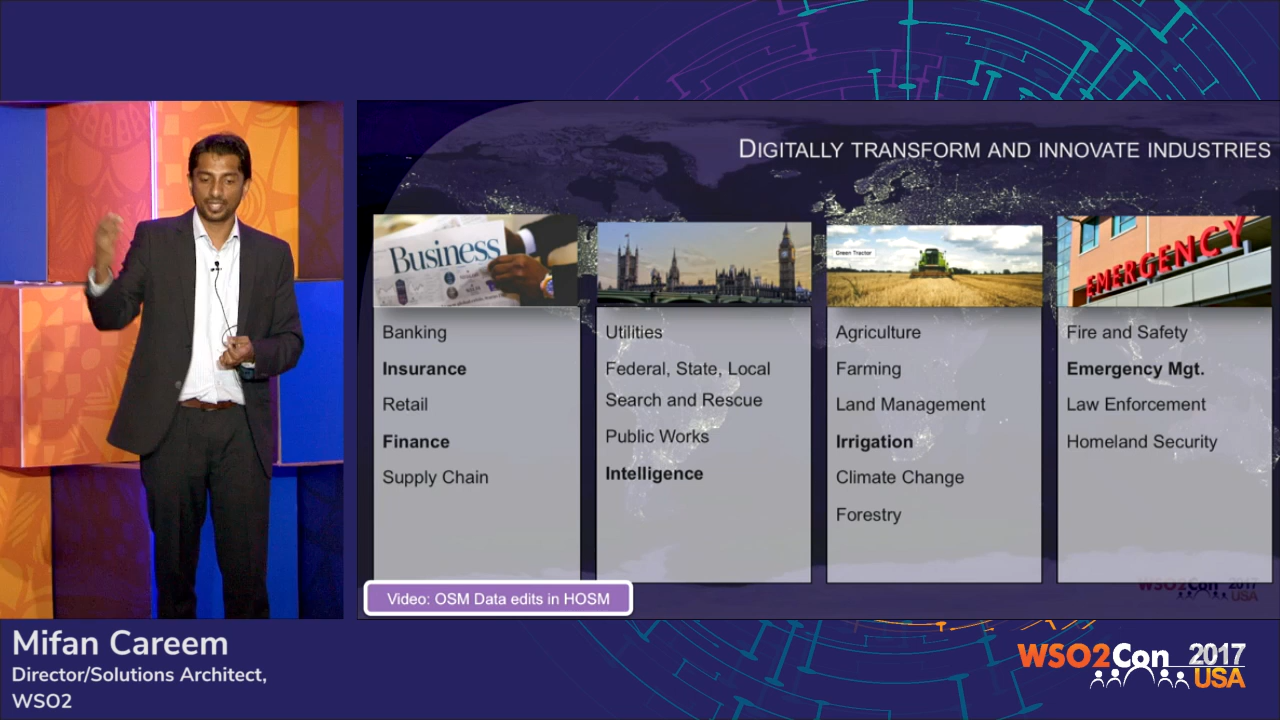 DIGITALLY TRANSFORM AND INNOVATE INDUSTRIES
Business
Green Tractor
EMERGENCY
Banking
Insurance
Retail
Finance
Supply Chain
Utilities
Federal, State, Local
Search and Rescue
Public Works
Intelligence
Agriculture
Farming
Land Management
Irrigation
Climate Change
Forestry
Fire and Safety
Emergency Mgt.
Law Enforcement
Homeland Security
WSO2Con 2017
USA
Video: OSM Data edits in HOSM
Mifan Careem
Director/Solutions Architect,
WSO2
WSO2Con 2017
USA